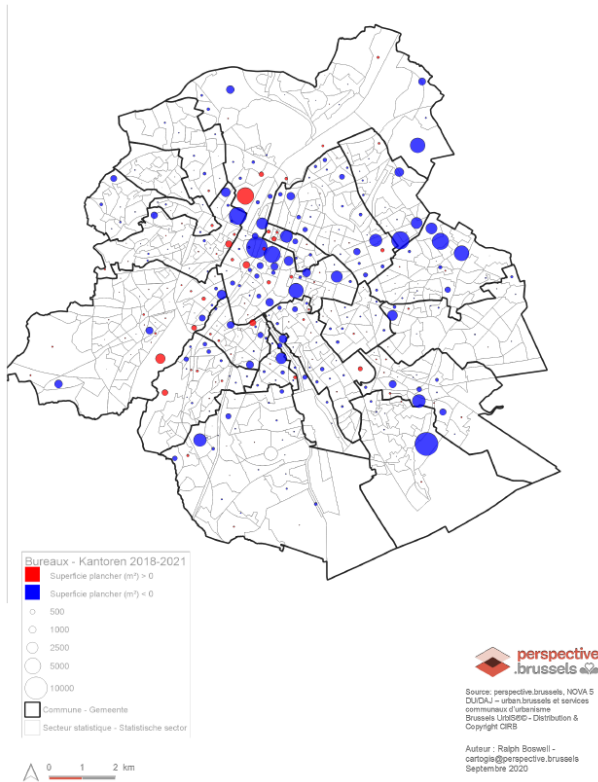 Bureaux - Kantoren 2018-2021
Superficie plancher (m²) > 0
Superficie plancher (m²) < 0
500
1000
2500
5000
10000
Commune - Gemeente
Secteur statistique - Statistische sector
0 1 2 km
perspective
.brussels
Source: perspective.brussels, NOVA 5
DU/DAJ – urban.brussels et services
communaux d'urbanisme
Brussels UrbIS®© - Distribution &
Copyright CIRB
Auteur : Ralph Boswell -
cartogis@perspective.brussels
Septembre 2020